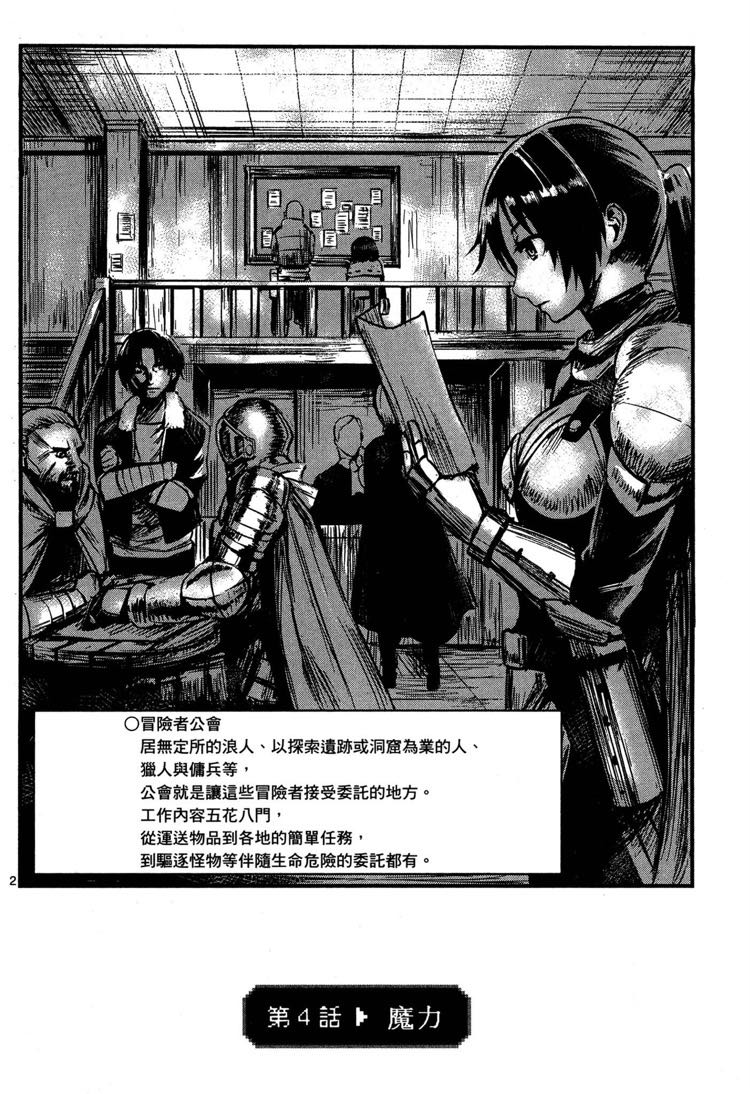 ○冒險者公會
居無定所的浪人、以探索遺跡或洞窟為業的人、
獵人與傭兵等，
公會就是讓這些冒險者接受委託的地方。
工作內容五花八門，
從運送物品到各地的簡單任務，
到驅逐怪物等伴隨生命危險的委託都有。
2
第4話 魔力